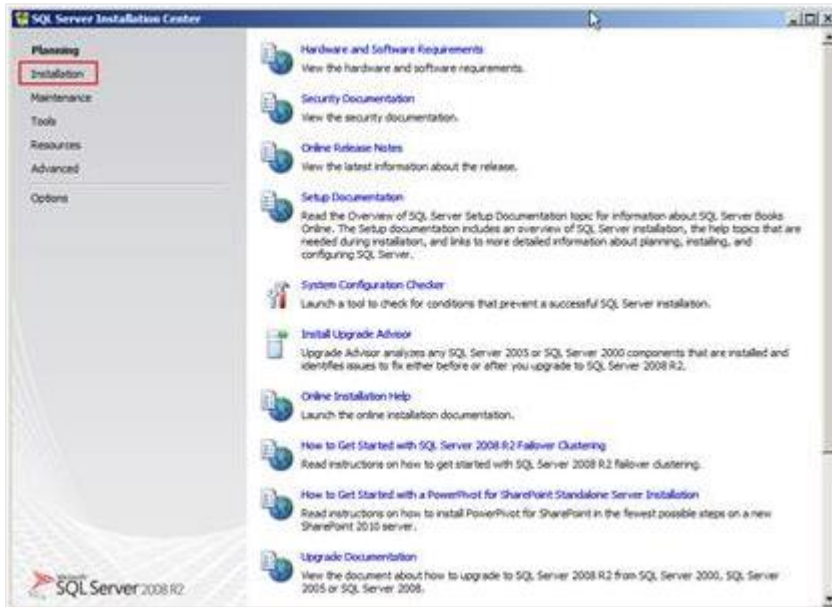 SQL Server Installation Center
Planning
Installation
Maintenance
Tools
Resources
Advanced
Options
Hardware and Software Requirements
View the hardware and software requirements.
Security Documentation
View the security documentation.
Online Release Notes
View the latest information about the release.
Setup Documentation
Read the Overview of SQL Server Setup Documentation topic for information about SQL Server Books
Online. The Setup documentation includes an overview of SQL Server installation, the help topics that are
needed during installation, and links to more detailed information about planning, installing, and
configuring SQL Server.
System Configuration Checker
Launch a tool to check for conditions that prevent a successful SQL Server installation.
Install Upgrade Advisor
Upgrade Advisor analyzes any SQL Server 2005 or SQL Server 2000 components that are installed and
identifies issues to fix either before or after you upgrade to SQL Server 2008 R2.
Online Installation Help
Launch the online installation documentation.
How to Get Started with SQL Server 2008 R2 Failover Clustering
Read instructions on how to get started with SQL Server 2008 R2 failover clustering.
How to Get Started with a PowerPivot for SharePoint Standalone Server Installation
Read instructions on how to install PowerPivot for SharePoint in the fewest possible steps on a new
SharePoint 2010 server.
Upgrade Documentation
View the document about how to upgrade to SQL Server 2008 R2 from SQL Server 2000, SQL Server
2005 or SQL Server 2008.
Microsoft
SQL Server 2008 R2